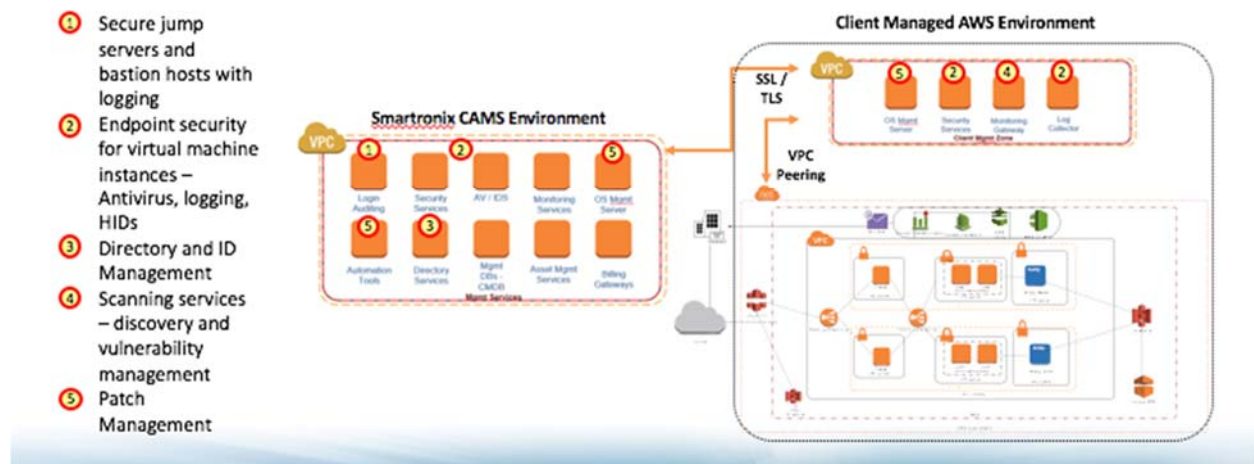 1 Secure jump
servers and
bastion hosts with
logging
2 Endpoint security
for virtual machine
instances –
Antivirus, logging,
HIDs
3 Directory and ID
Management
4 Scanning services
– discovery and
vulnerability
management
5 Patch
Management
Smartronix CAMS Environment
VPC
1
2
5
Login
Auditing
Security
Services
AV / IDS
Monitoring
Services
OS Mgmt
Server
5
3
Automation
Tools
Directory
Services
Mgmt
DBs -
CMDB
Asset Mgmt
Services
Billing
Gateways
Mgmt Services
Client Managed AWS Environment
SSL /
TLS
VPC
Peering
VPC
5
2
4
2
OS Mgmt
Server
Security
Services
Monitoring
Gateway
Log
Collector
Client Mgmt Zone
VPC